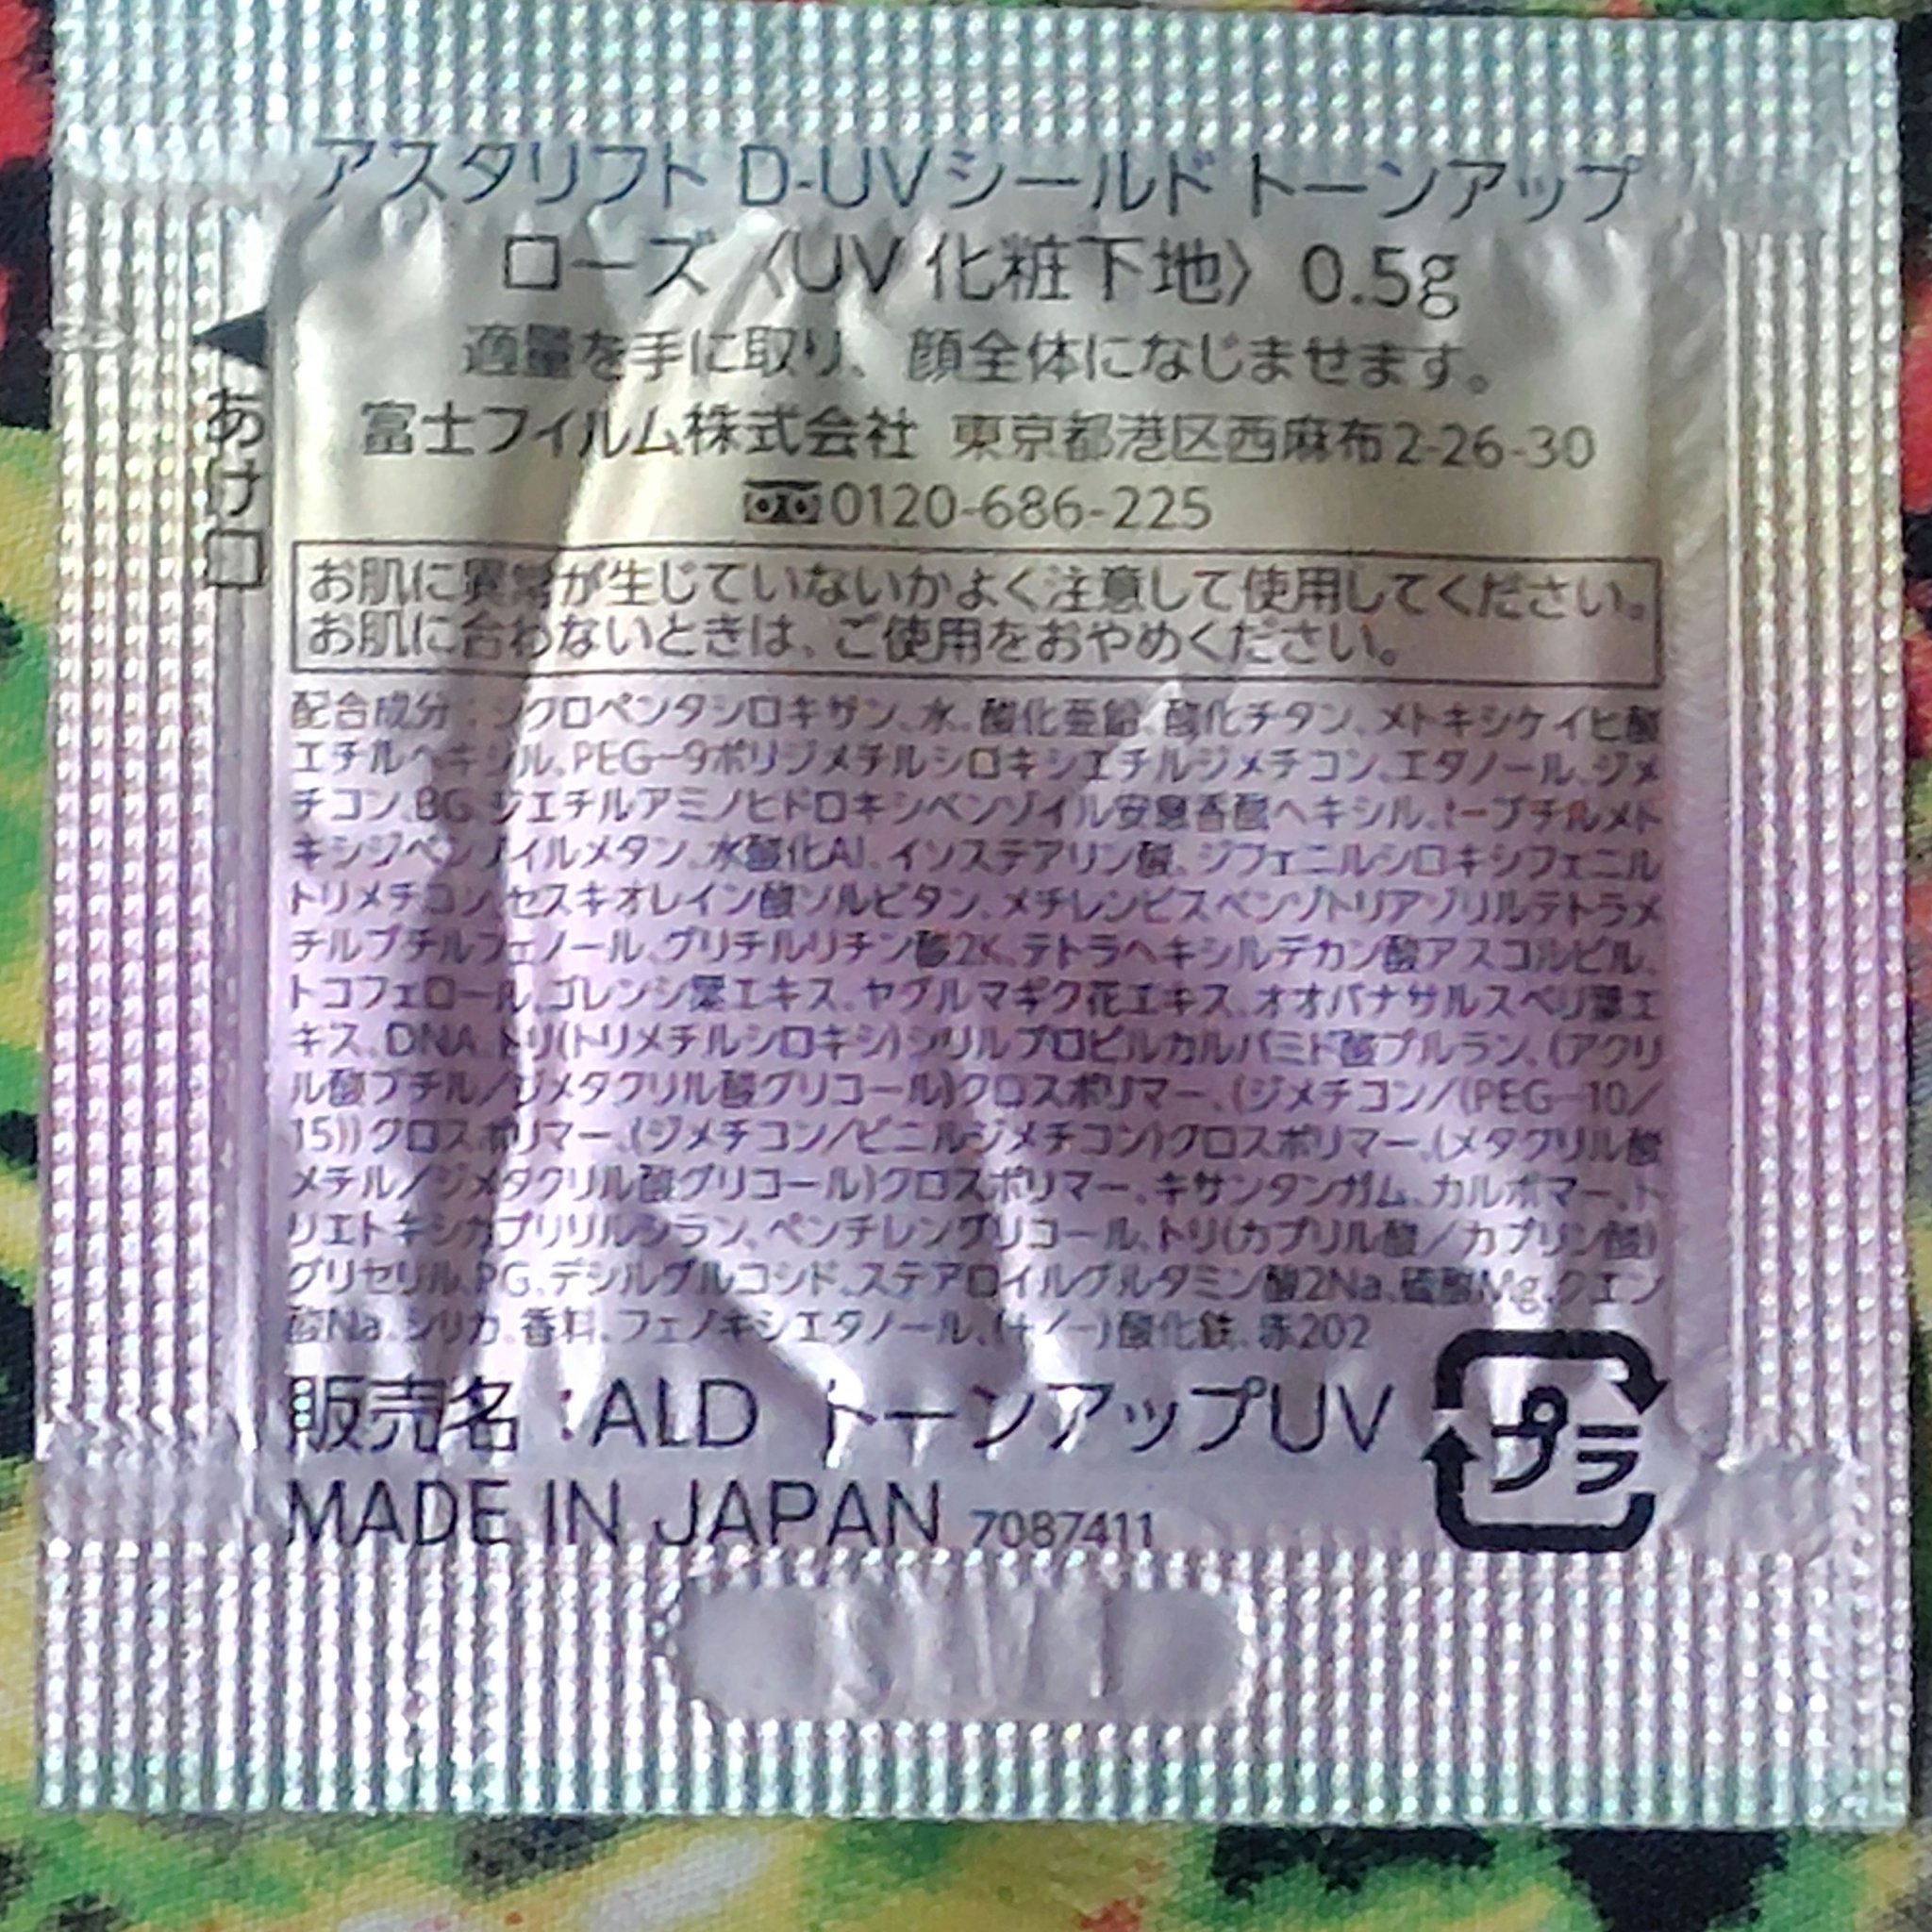 アスタリフト D-UVシールド トーンアップ
ローズ〈UV 化粧下地〉0.5g
適量を手に取り、顔全体になじませます。
富士フイルム株式会社 東京都港区西麻布2-26-30
0120-686-225
あけ口
お肌に異常が生じていないかよく注意して使用してください。
お肌に合わないときは、ご使用をおやめください。
配合成分：シクロペンタシロキサン、水、酸化亜鉛、酸化チタン、メトキシケイヒ酸
エチルヘキシル、PEG-9ポリジメチルシロキシエチルジメチコン、エタノール、ジメ
チコン、BG、ジエチルアミノヒドロキシベンゾイル安息香酸ヘキシル、t-ブチルメト
キシジベンゾイルメタン、水酸化Al、イソステアリン酸、ジフェニルシロキシフェニル
トリメチコン、セスキオレイン酸ソルビタン、メチレンビスベンゾトリアゾリルテトラメ
チルブチルフェノール、グリチルリチン酸2K、テトラヘキシルデカン酸アスコルビル、
トコフェロール、ゴレンシ葉エキス、ヤグルマギク花エキス、オオバナサルスベリ葉エ
キス、DNA、トリ(トリメチルシロキシ)シリルプロピルカルバミド酸プルラン、(アクリ
ル酸ブチル/ジメタクリル酸グリコール)クロスポリマー、(ジメチコン/(PEG-10/
15))クロスポリマー、(ジメチコン/ビニルジメチコン)クロスポリマー、(メタクリル酸
メチル/ジメタクリル酸グリコール)クロスポリマー、キサンタンガム、カルボマー、ト
リエトキシカプリリルシラン、ペンチレングリコール、トリ(カプリル酸/カプリン酸)
グリセリル、PG、デシルグルコシド、ステアロイルグルタミン酸2Na、硫酸Mg、クエン
酸Na、シリカ、香料、フェノキシエタノール、(+/-)酸化鉄、赤202
販売名：ALD トーンアップUV
MADE IN JAPAN 7087411
プラ